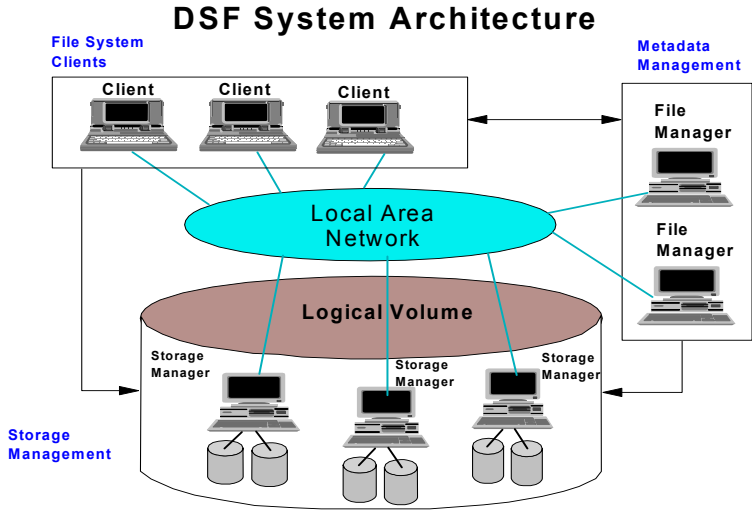 DSF System Architecture
File System
Clients
Metadata
Management
Client
Client
Client
File
Manager
Local Area
Network
File
Manager
Logical Volume
Storage
Manager
Storage
Manager
Storage
Manager
Storage
Management